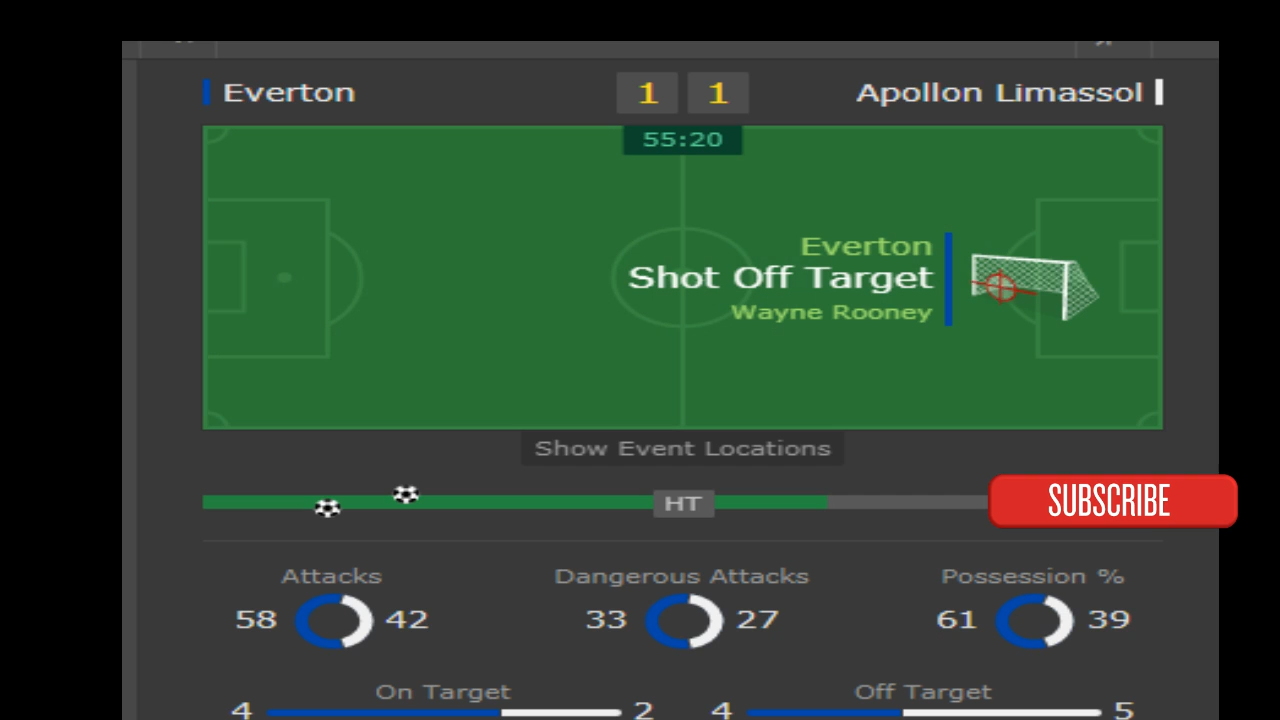 Everton 1 1 Apollon Limassol
55:20
Everton
Shot Off Target
Wayne Rooney
Show Event Locations
HT
SUBSCRIBE
Attacks Dangerous Attacks Possession %
58 42 33 27 61 39
On Target Off Target
4 2 4 5